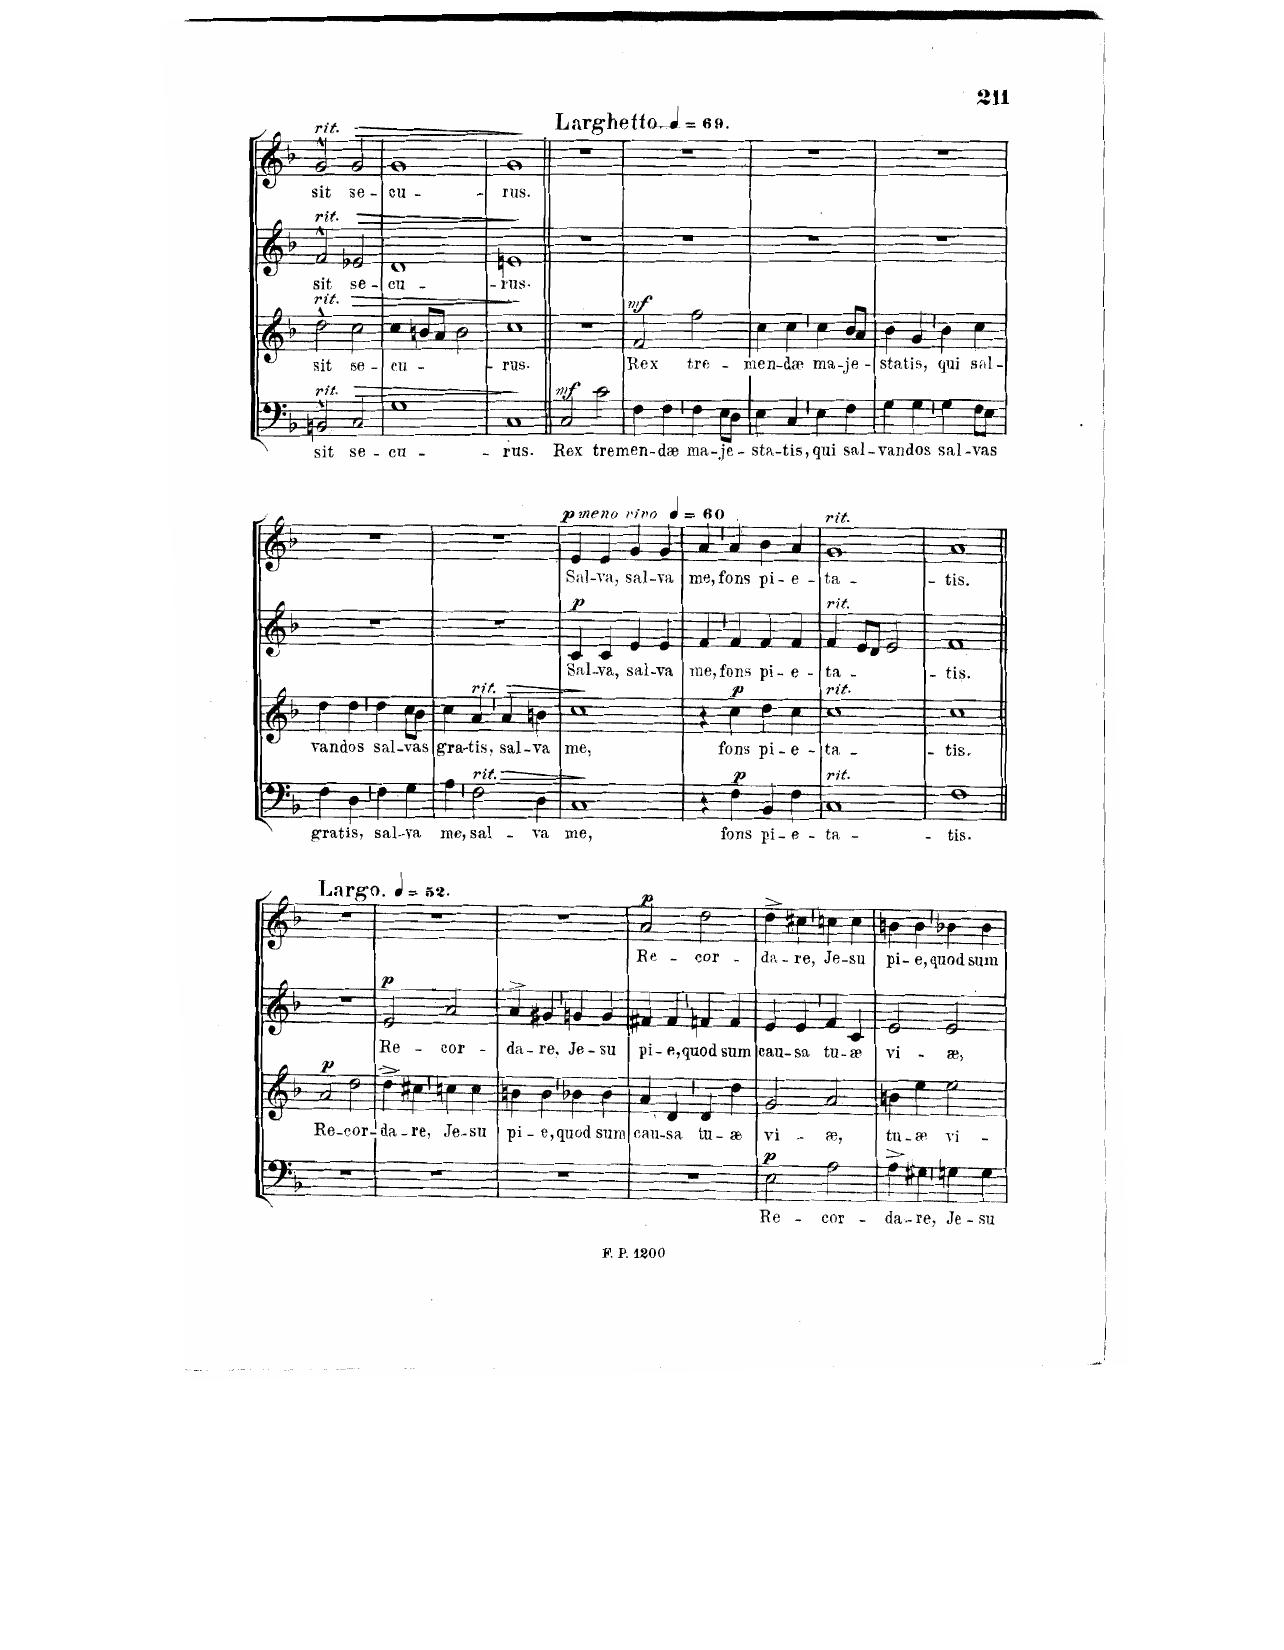 211
Larghetto. ♩ = 69.
rit.
sit se - cu - - rus.
rit.
sit se - cu - - rus.
rit. mf
sit se - cu - - rus. Rex tre - men - dæ ma - je - statis, qui sal -
rit. mf
sit se - cu - - rus. Rex tremen - dæ ma - je - sta - tis, qui sal - vandos sal - vas
p meno vivo ♩ = 60 rit.
Sal - va, sal - va me, fons pi - e - ta - - tis.
p rit.
Sal - va, sal - va me, fons pi - e - ta - - tis.
rit. p rit.
vandos sal - vas gra - tis, sal - va me, fons pi - e - ta - - tis.
rit. p rit.
gratis, sal - va me, sal - va me, fons pi - e - ta - - tis.
Largo. ♩ = 52.
p
Re - cor - da - re, Je - su pi - e, quod sum
p
Re - cor - da - re, Je - su pi - e, quod sum cau - sa tu - æ vi - æ,
p
Re - cor - da - re, Je - su pi - e, quod sum cau - sa tu - æ vi - æ, tu - æ vi -
p
Re - cor - da - re, Je - su
F. P. 1200